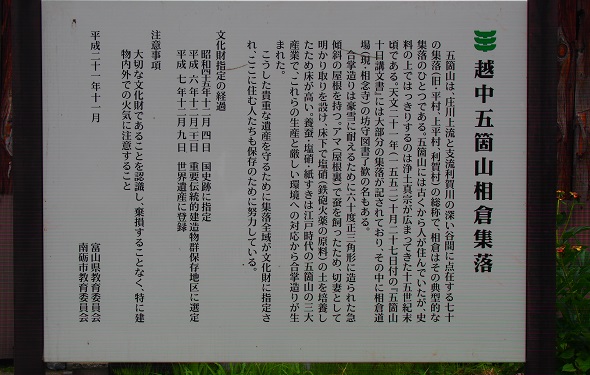 越中五箇山相倉集落
五箇山は、庄川上流と支流利賀川の深い谷間に点在する七十
の集落(旧平村、上平村、利賀村)の総称で、相倉はその典型的な
集落のひとつである。五箇山には古くから人が住んでいたが、史
料の上ではっきりするのは浄土真宗が広まってきた十五世紀末
頃である。天文二十一年(一五五二)十月二十七日付の『五箇山
十日講文書』には大部分の集落が記されており、その中に相倉道
場(現・相念寺)の坊守図書了歓の名もある。
合掌造りは豪雪に耐えるために六十度正三角形に造られた急
傾斜の屋根を持つ。アマ(屋根裏)で蚕を飼ったため、切妻として
明かり取りを設け、床下で塩硝(鉄砲火薬の原料)の土を培養し
たため床が高い。養蚕・塩硝・紙すきは江戸時代の五箇山の三大
産業で、これらの生産と厳しい環境への対応から合掌造りが生
まれた。
こうした貴重な遺産を守るために集落全域が文化財に指定さ
れ、ここに住む人たちも保存のために努力している。
文化財指定の経過
昭和四十五年十二月 四日 国史跡に指定
平成 六年十二月二十一日 重要伝統的建造物群保存地区に選定
平成 七年十二月 九日 世界遺産に登録
注意事項
大切な文化財であることを認識し、棄損することなく、特に建
物内外での火気に注意すること
平成二十一年十一月
富山県教育委員会
南砺市教育委員会